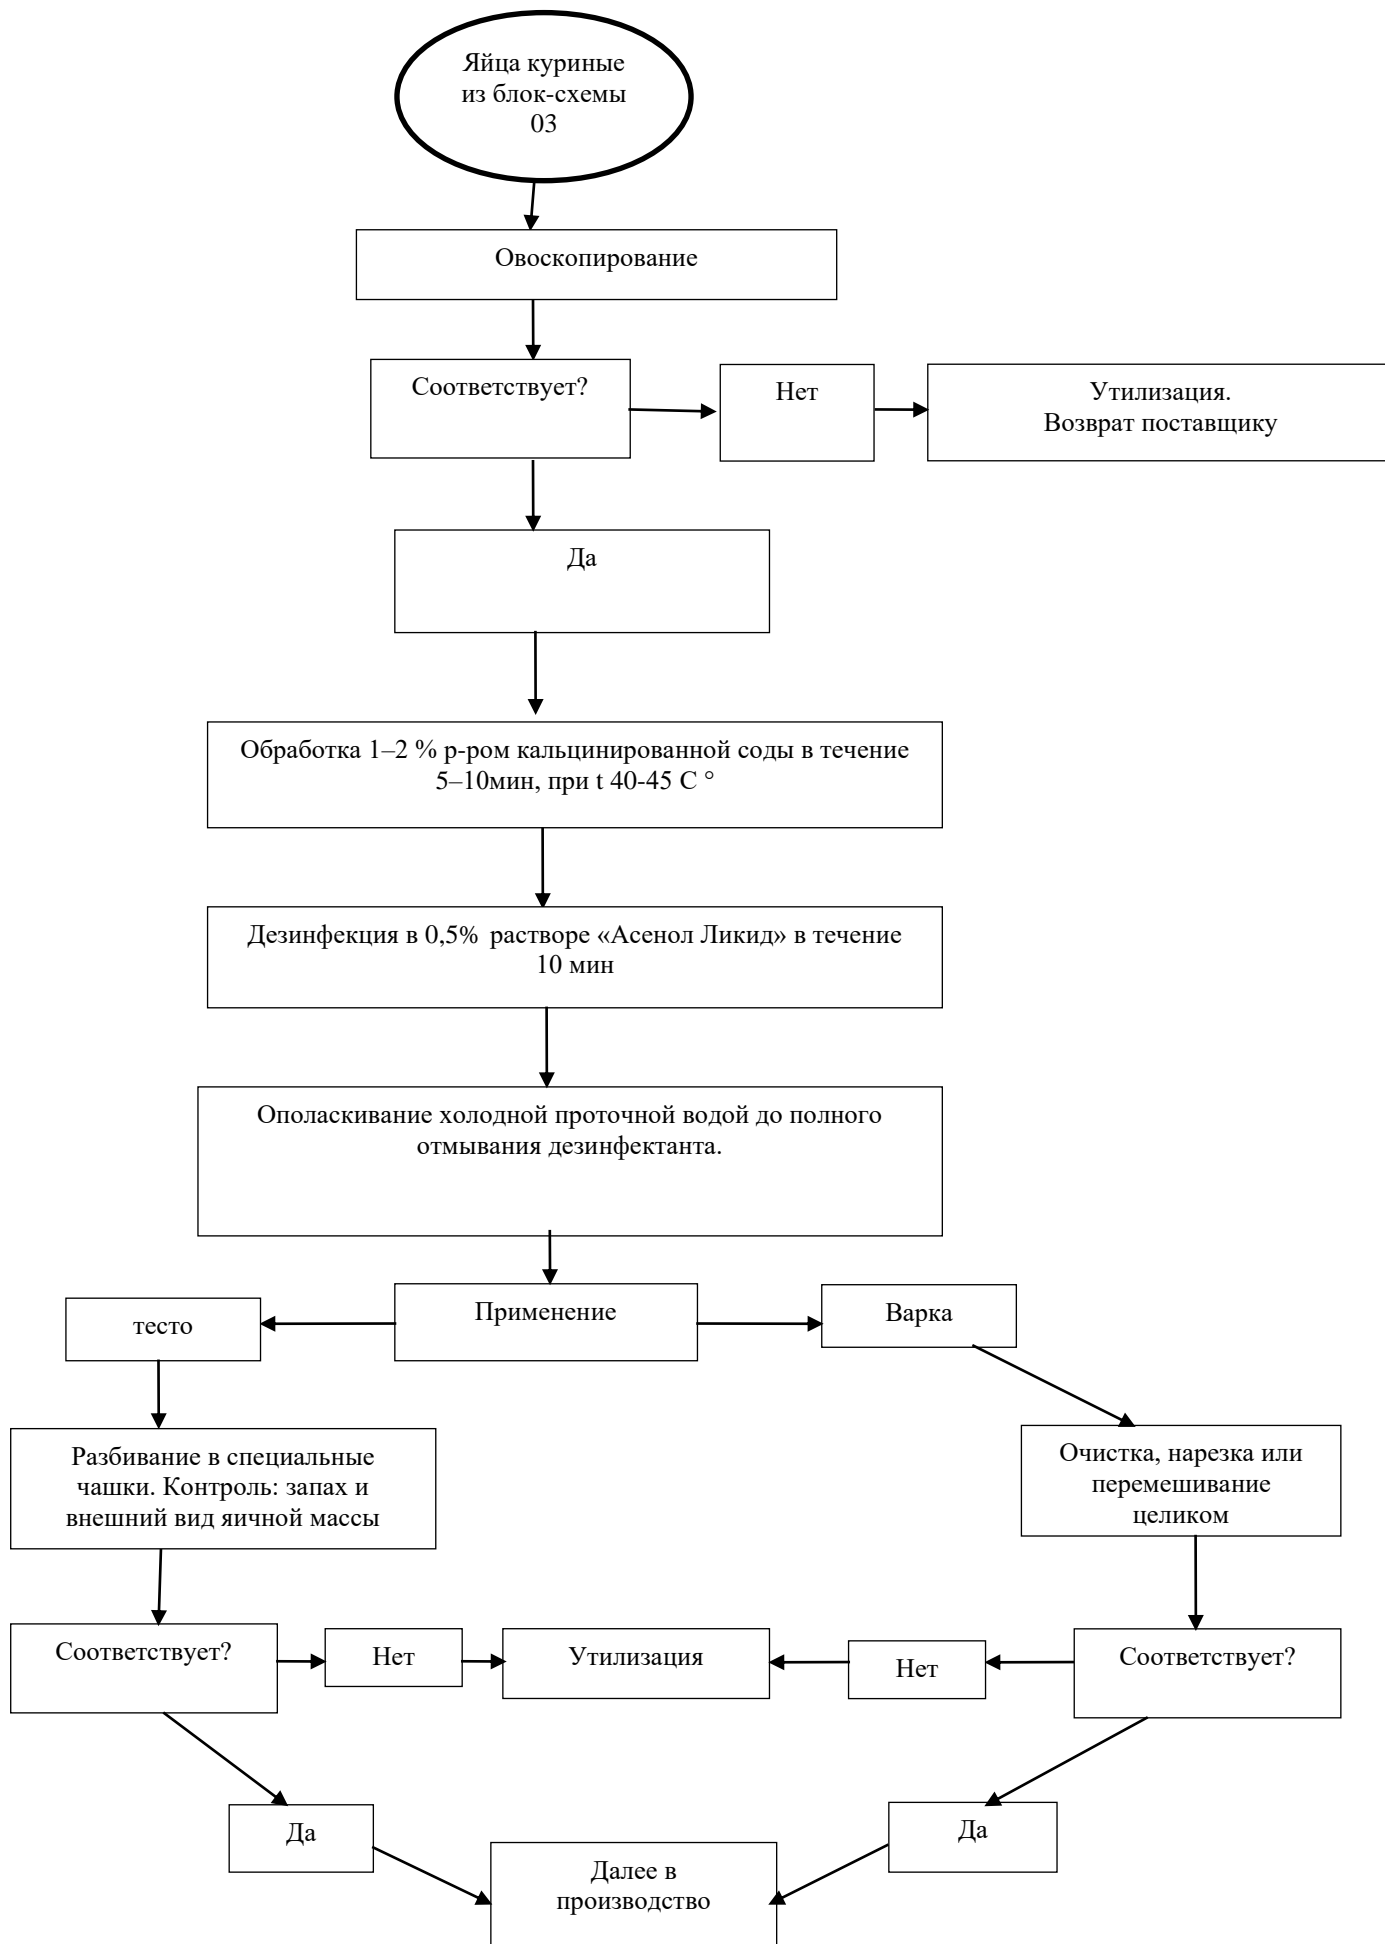 Яйца куриные
из блок-схемы
03
Овоскопирование
Соответствует?
Нет
Утилизация.
Возврат поставщику
Да
Обработка 1–2 % р-ром кальцинированной соды в течение
5–10мин, при t 40-45 С °
Дезинфекция в 0,5% растворе «Асенол Ликид» в течение
10 мин
Ополаскивание холодной проточной водой до полного
отмывания дезинфектанта.
тесто
Применение
Варка
Разбивание в специальные
чашки. Контроль: запах и
внешний вид яичной массы
Очистка, нарезка или
перемешивание
целиком
Соответствует?
Нет
Утилизация
Нет
Соответствует?
Да
Да
Далее в
производство